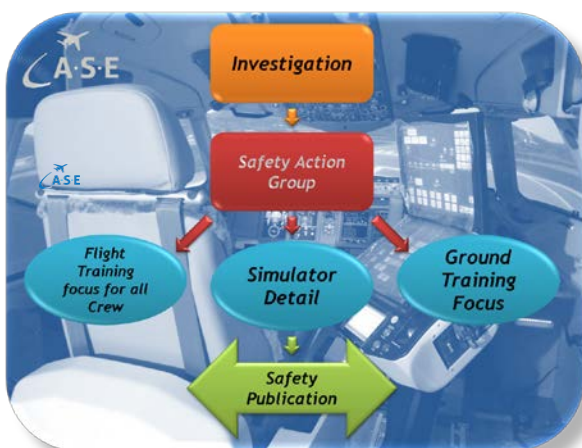 A·S·E
Investigation
ASE
Safety Action
Group
Flight
Training
focus for all
Crew
Simulator
Detail
Ground
Training
Focus
Safety
Publication